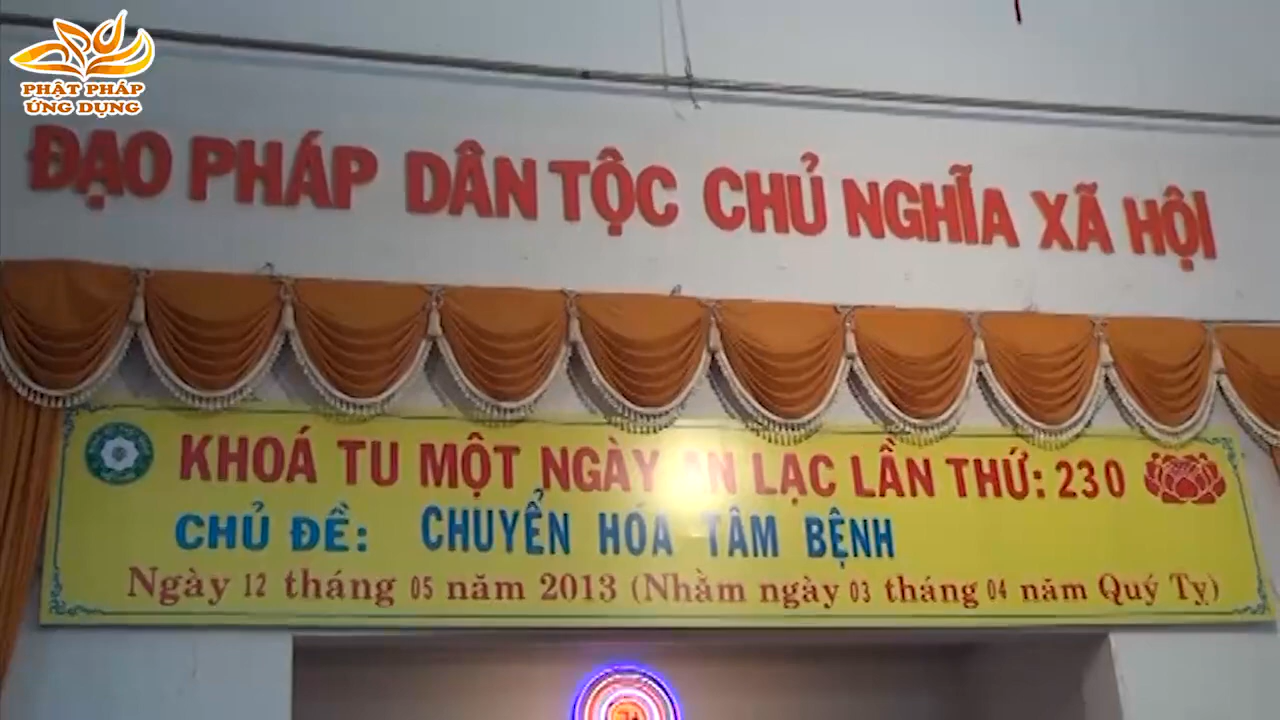 PHẬT PHÁP
ỨNG DỤNG
ĐẠO PHÁP DÂN TỘC CHỦ NGHĨA XÃ HỘI
KHOÁ TU MỘT NGÀY AN LẠC LẦN THỨ: 230
CHỦ ĐỀ: CHUYỂN HÓA TÂM BỆNH
Ngày 12 tháng 05 năm 2013 (Nhằm ngày 03 tháng 04 năm Quý Tỵ)